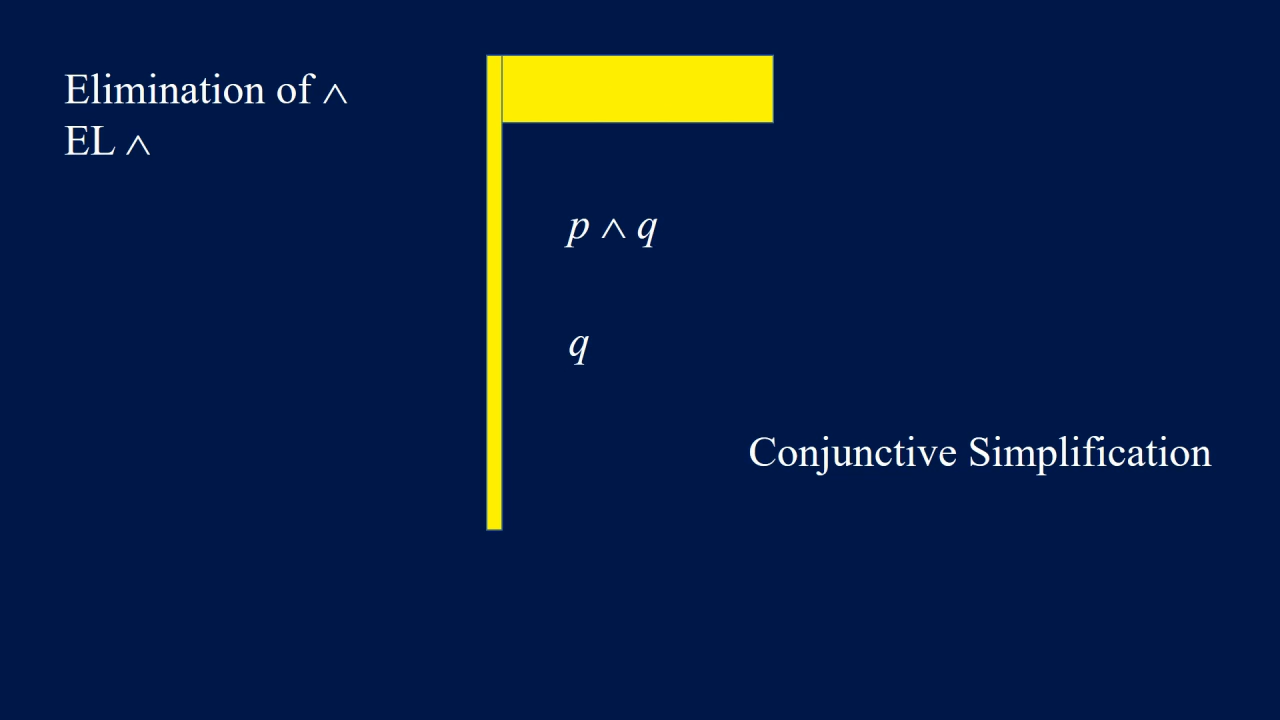 Elimination of ∧
EL ∧
p ∧ q
q
Conjunctive Simplification